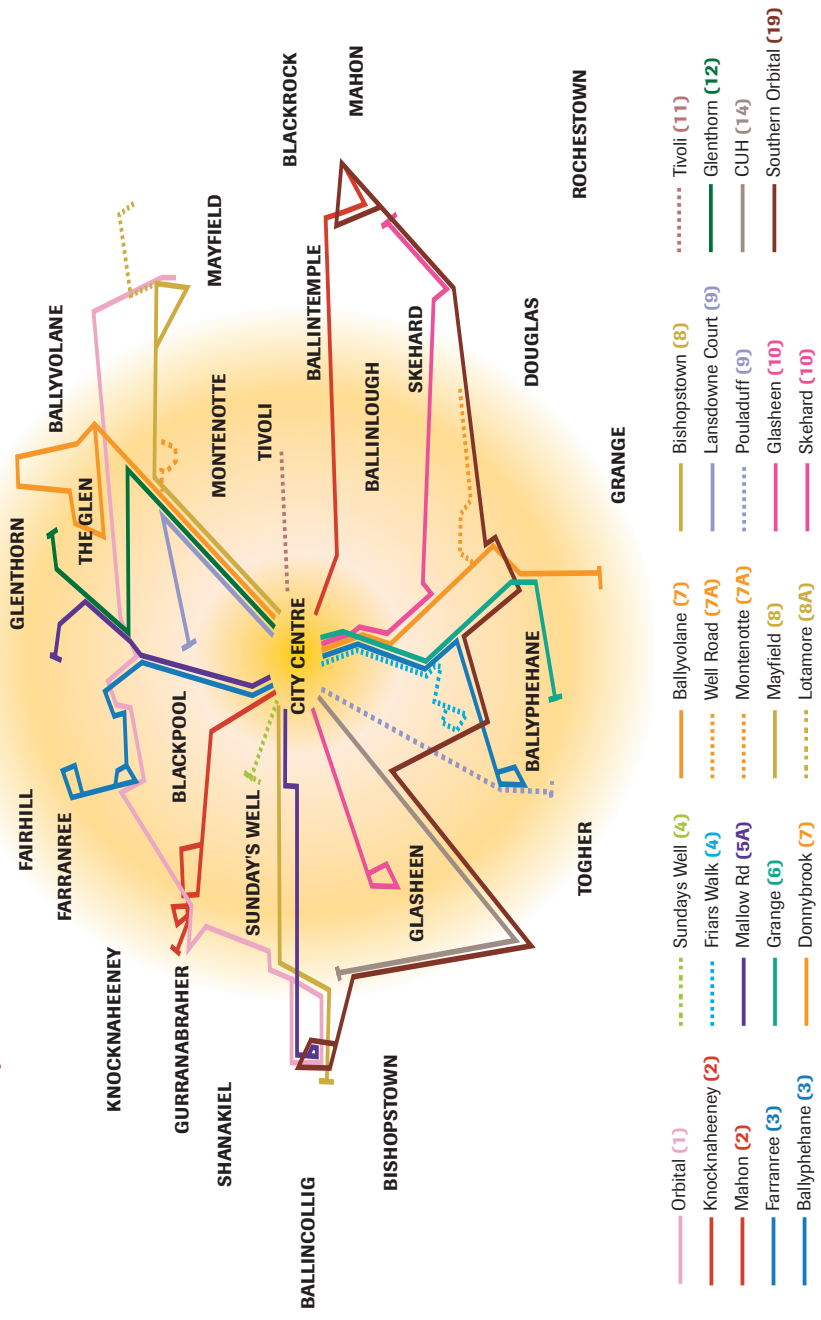 GLENTHORN
BALLYVOLANE
THE GLEN
FAIRHILL
FARRANREE
MAYFIELD
MONTENOTTE
KNOCKNAHEENEY
BLACKPOOL
TIVOLI
GURRANABRAHER
SHANAKIEL
SUNDAY'S WELL
CITY CENTRE
BALLINTEMPLE
BLACKROCK
MAHON
BALLINCOLLIG
BISHOPSTOWN
GLASHEEN
BALLINLOUGH
SKEHARD
BALLYPHEHANE
DOUGLAS
TOGHER
GRANGE
ROCHESTOWN
Orbital (1)
Knocknaheeney (2)
Mahon (2)
Farranree (3)
Ballyphehane (3)
Sundays Well (4)
Friars Walk (4)
Mallow Rd (5A)
Grange (6)
Donnybrook (7)
Ballyvolane (7)
Well Road (7A)
Montenotte (7A)
Mayfield (8)
Lotamore (8A)
Bishopstown (8)
Lansdowne Court (9)
Pouladuff (9)
Glasheen (10)
Skehard (10)
Tivoli (11)
Glenthorn (12)
CUH (14)
Southern Orbital (19)